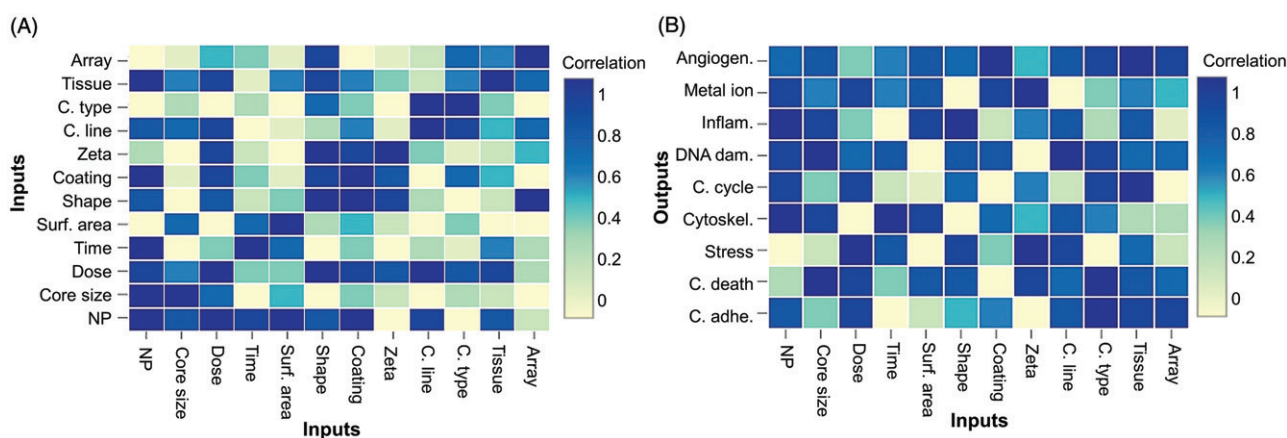 (A)
Array
Tissue
C. type
C. line
Zeta
Coating
Shape
Surf. area
Time
Dose
Core size
NP
Inputs
NP
Core size
Dose
Time
Surf. area
Shape
Coating
Zeta
C. line
C. type
Tissue
Array
Inputs
Correlation
1
0.8
0.6
0.4
0.2
0
(B)
Angiogen.
Metal ion
Inflam.
DNA dam.
C. cycle
Cytoskel.
Stress
C. death
C. adhe.
Outputs
NP
Core size
Dose
Time
Surf. area
Shape
Coating
Zeta
C. line
C. type
Tissue
Array
Inputs
Correlation
1
0.8
0.6
0.4
0.2
0